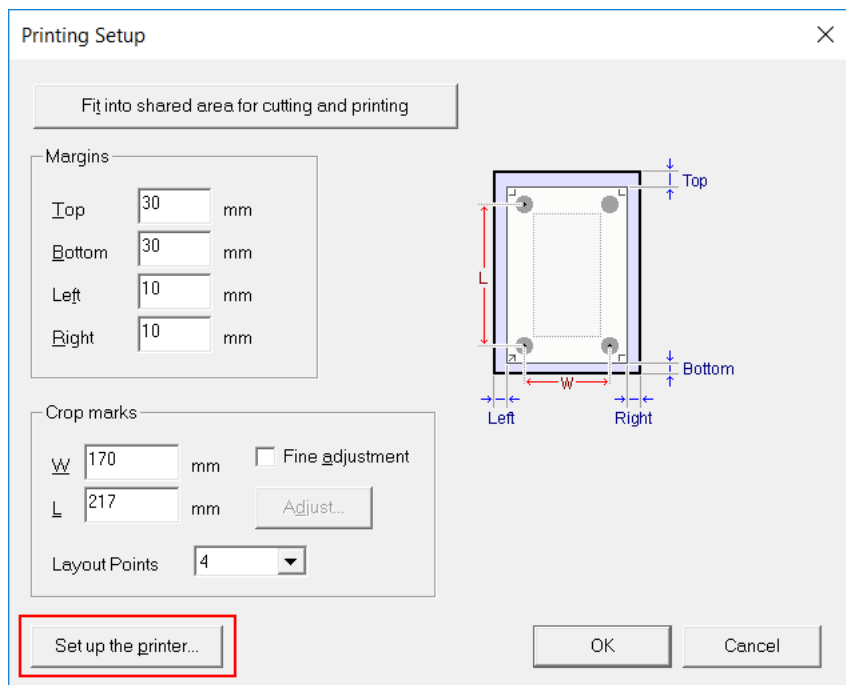 Printing Setup
Fit into shared area for cutting and printing
Margins
Top 30 mm
Bottom 30 mm
Left 10 mm
Right 10 mm
Top
L
W
Bottom
Left Right
Crop marks
W 170 mm Fine adjustment
L 217 mm Adjust...
Layout Points 4
Set up the printer... OK Cancel